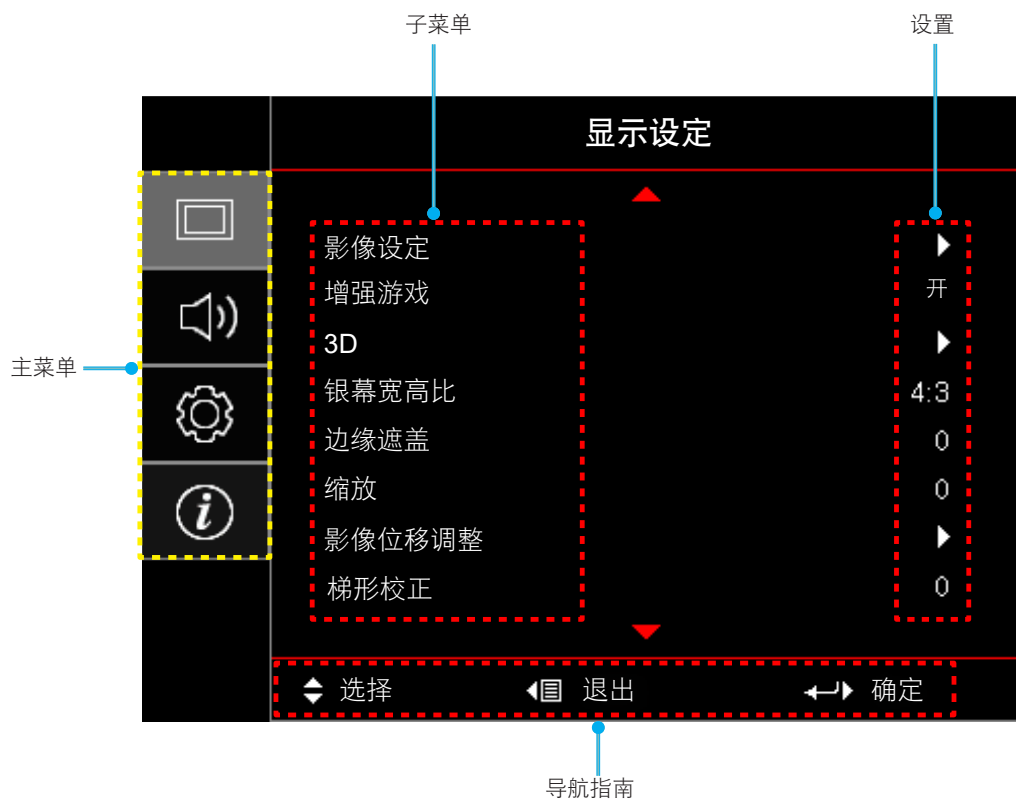 子菜单
设置
显示设定
影像设定
增强游戏 开
3D
主菜单
银幕宽高比 4:3
边缘遮盖 0
缩放 0
影像位移调整
梯形校正 0
选择 退出 确定
导航指南